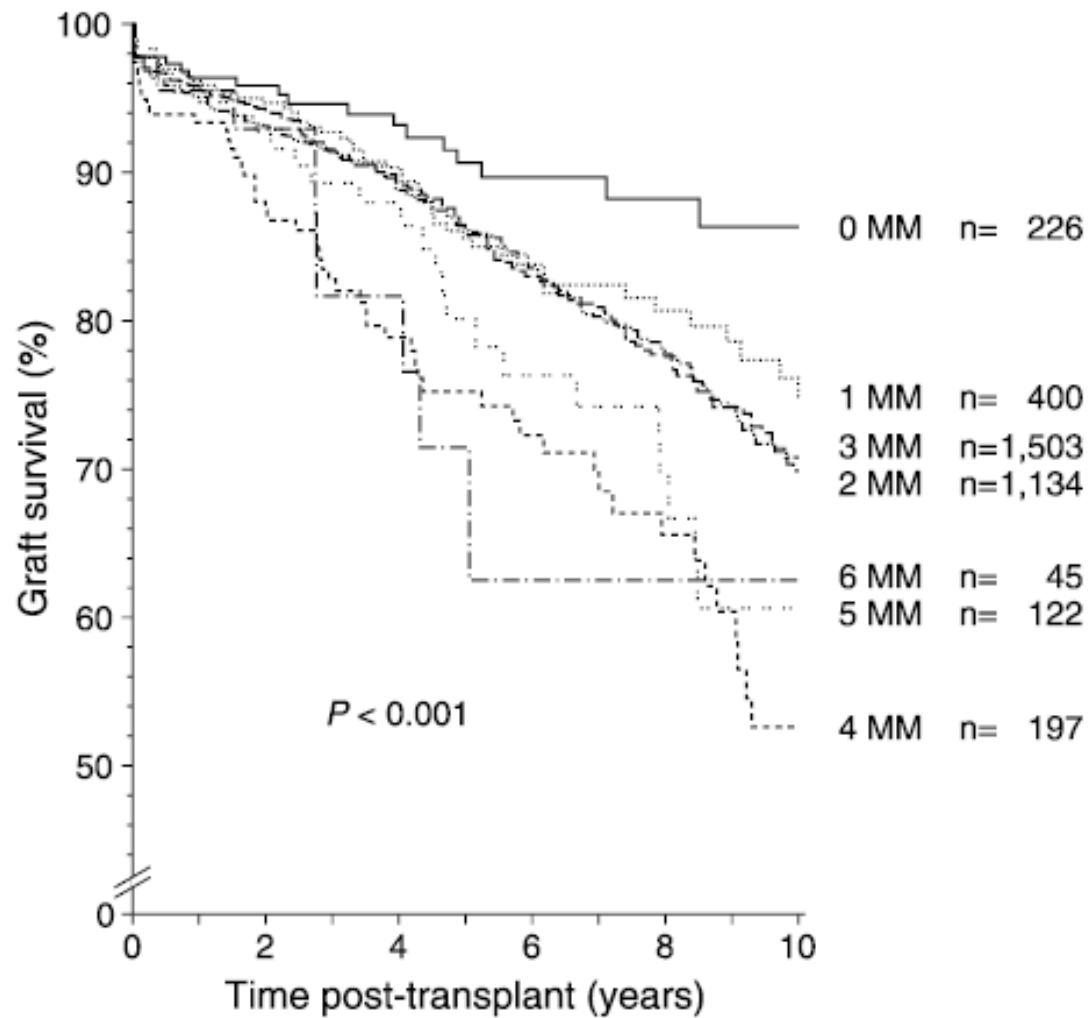 100
90
80
70
60
50
0
Graft survival (%)
0 2 4 6 8 10
Time post-transplant (years)
P < 0.001
0 MM n= 226
1 MM n= 400
3 MM n=1,503
2 MM n=1,134
6 MM n= 45
5 MM n= 122
4 MM n= 197